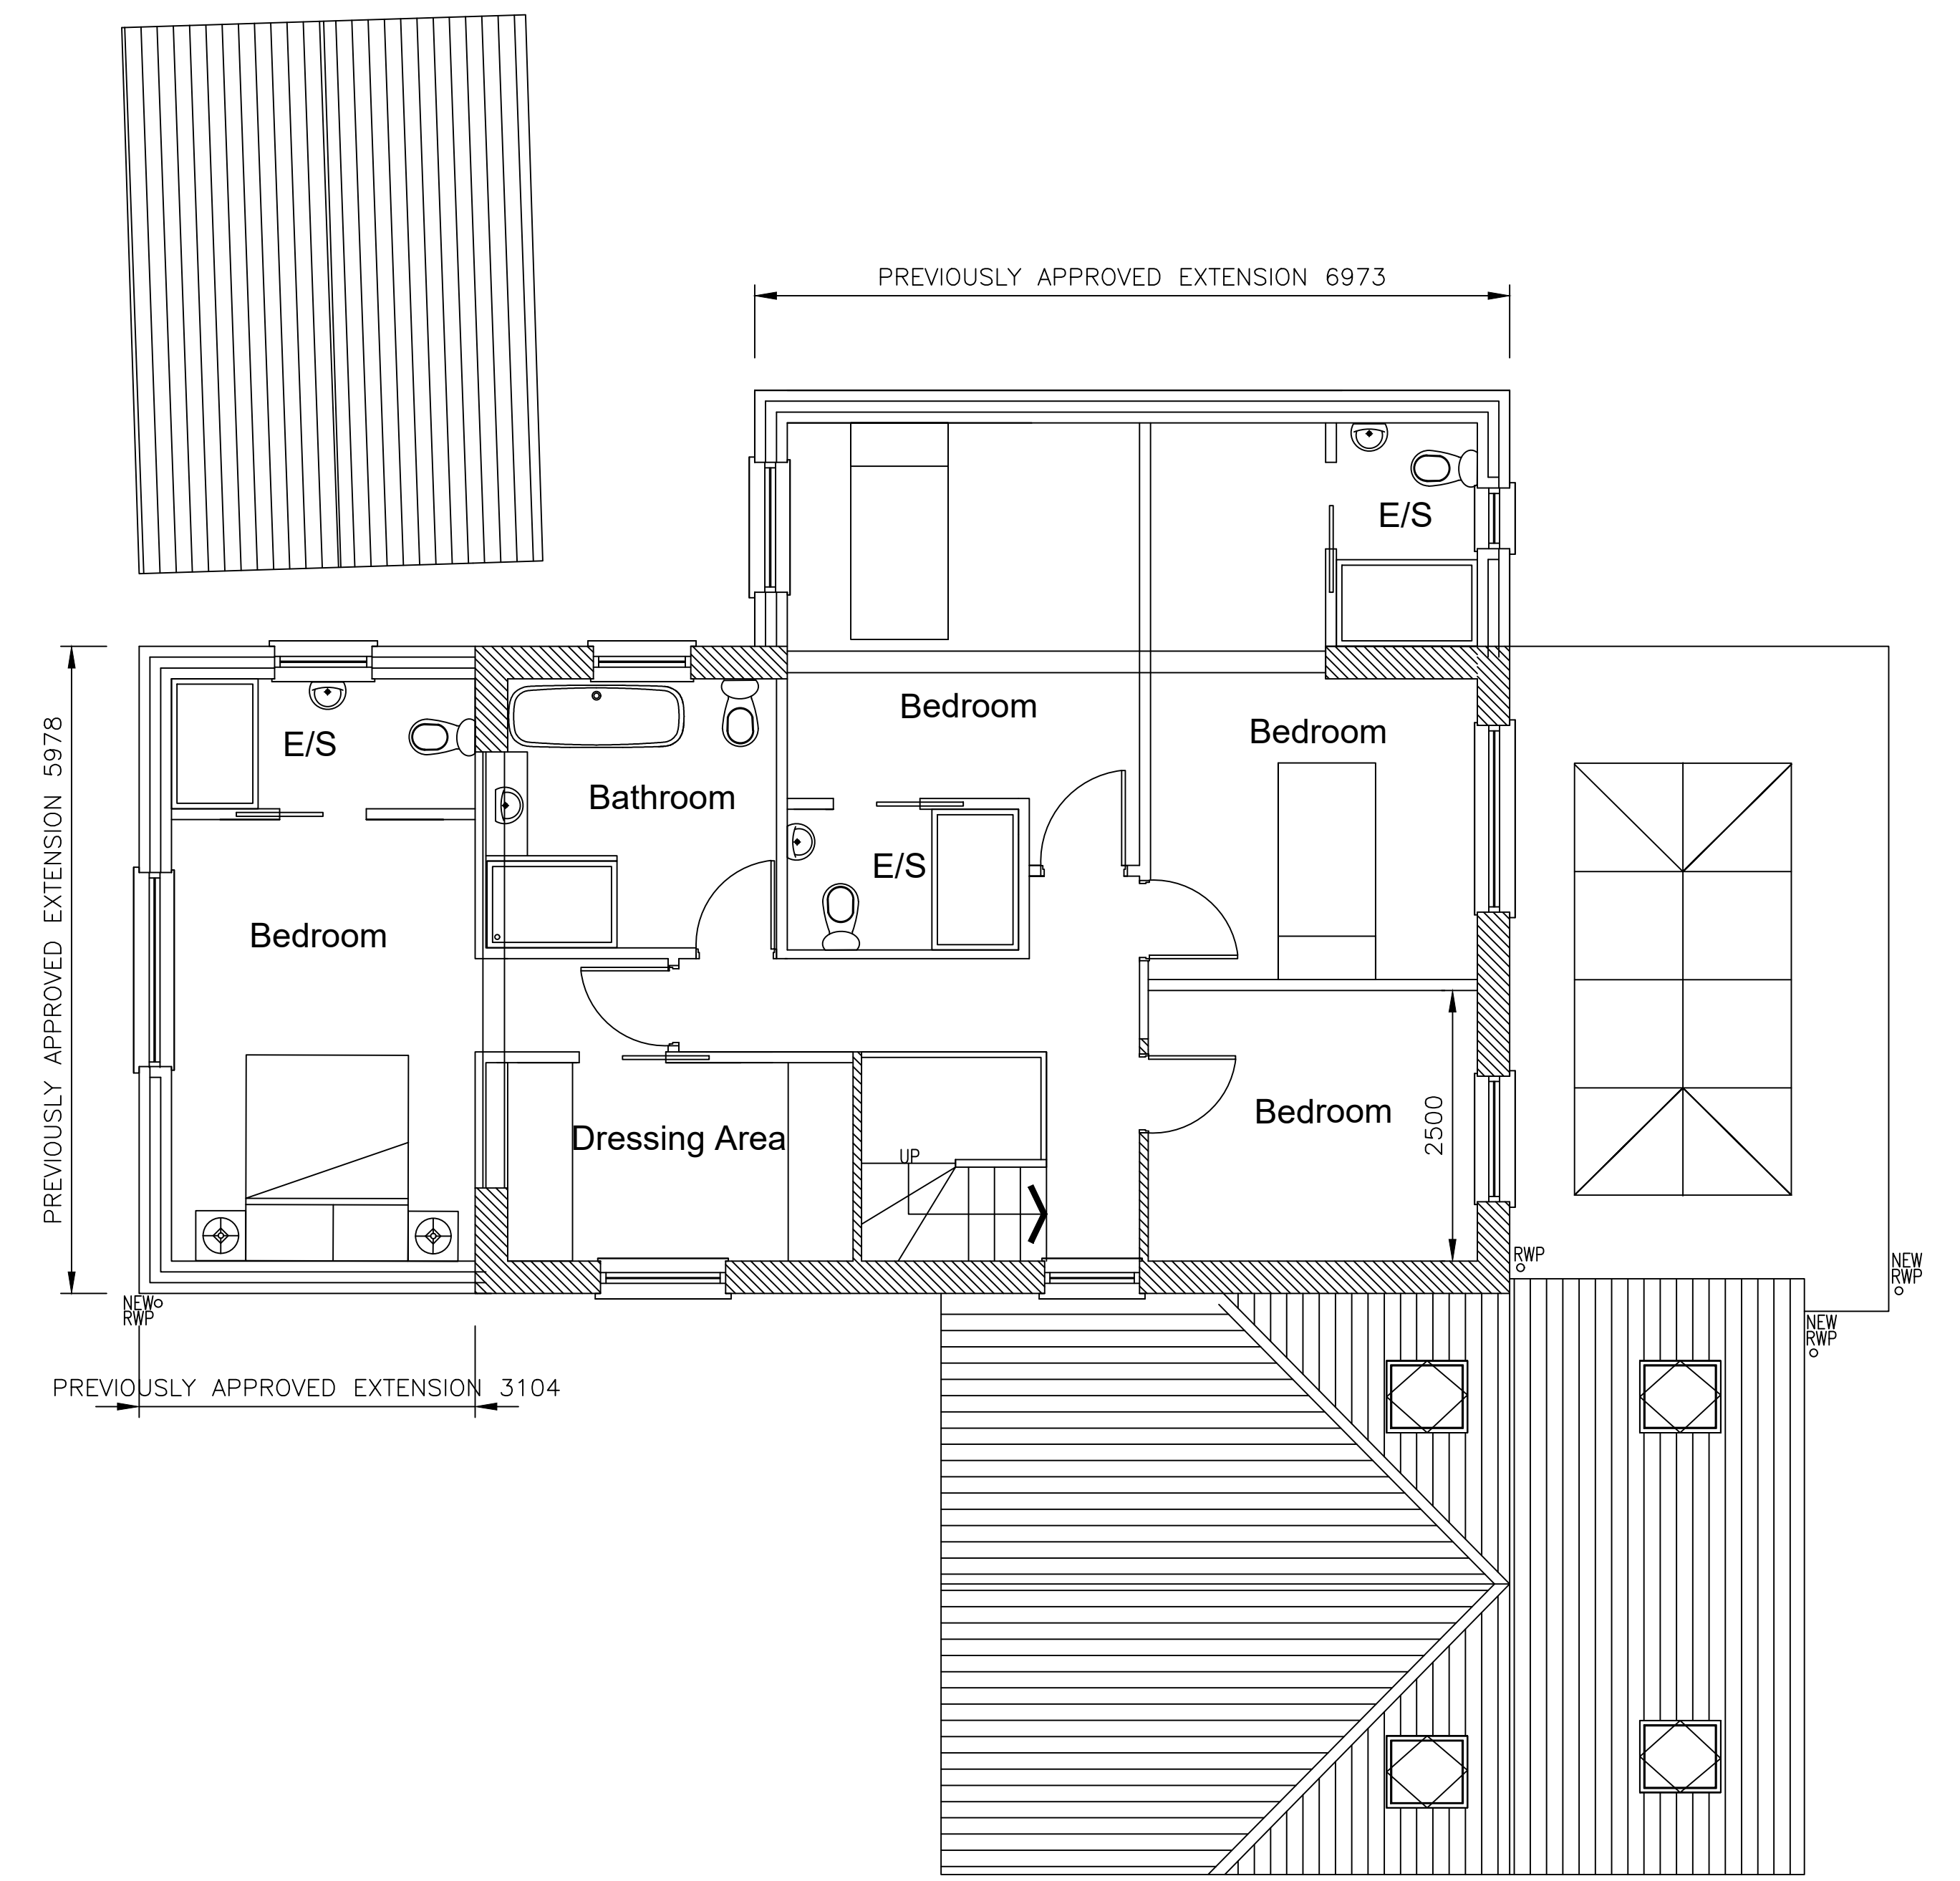 PREVIOUSLY APPROVED EXTENSION 6973
E/S
Bedroom
Bedroom
E/S
Bathroom
E/S
PREVIOUSLY APPROVED EXTENSION 5978
Bedroom
Bedroom
2500
Dressing Area
UP
RWP
NEW
RWP
NEW
RWP
NEW
RWP
PREVIOUSLY APPROVED EXTENSION 3104